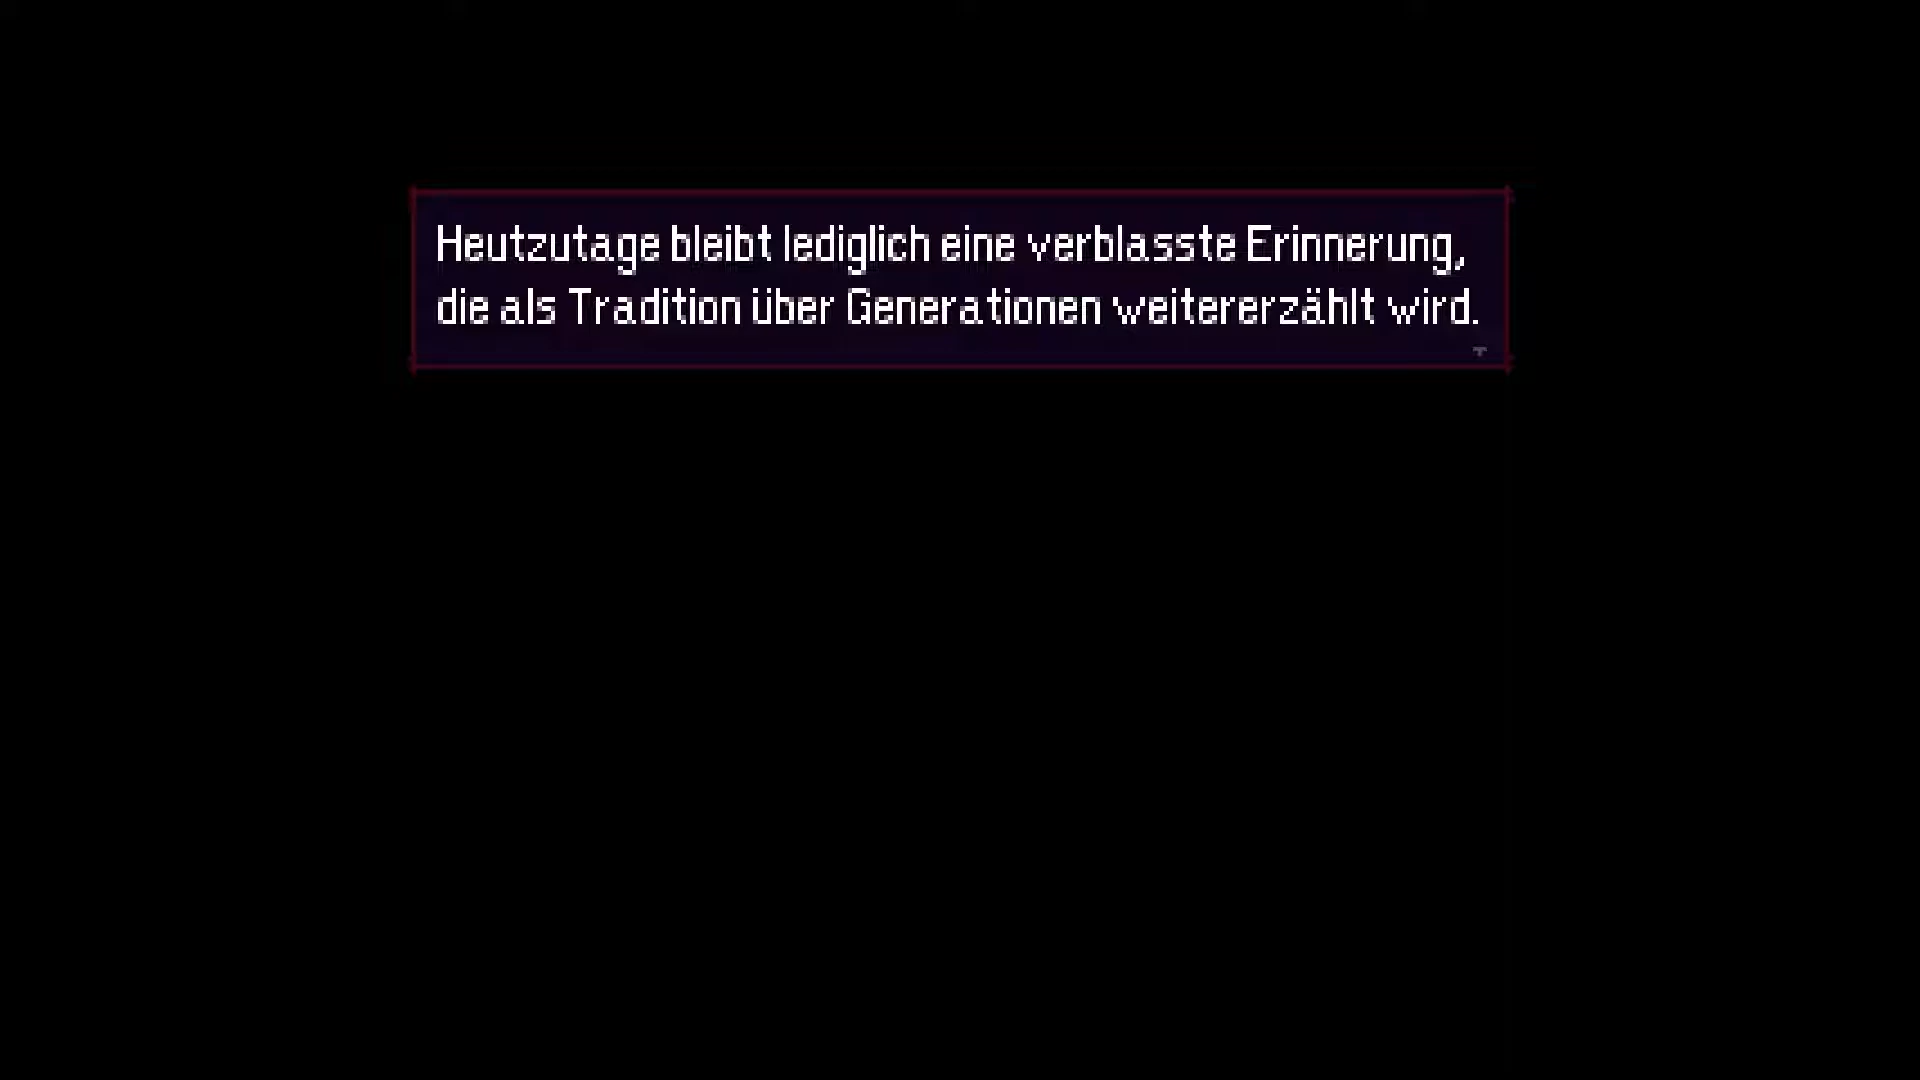 Heutzutage bleibt lediglich eine verblasste Erinnerung,
die als Tradition über Generationen weitererzählt wird.